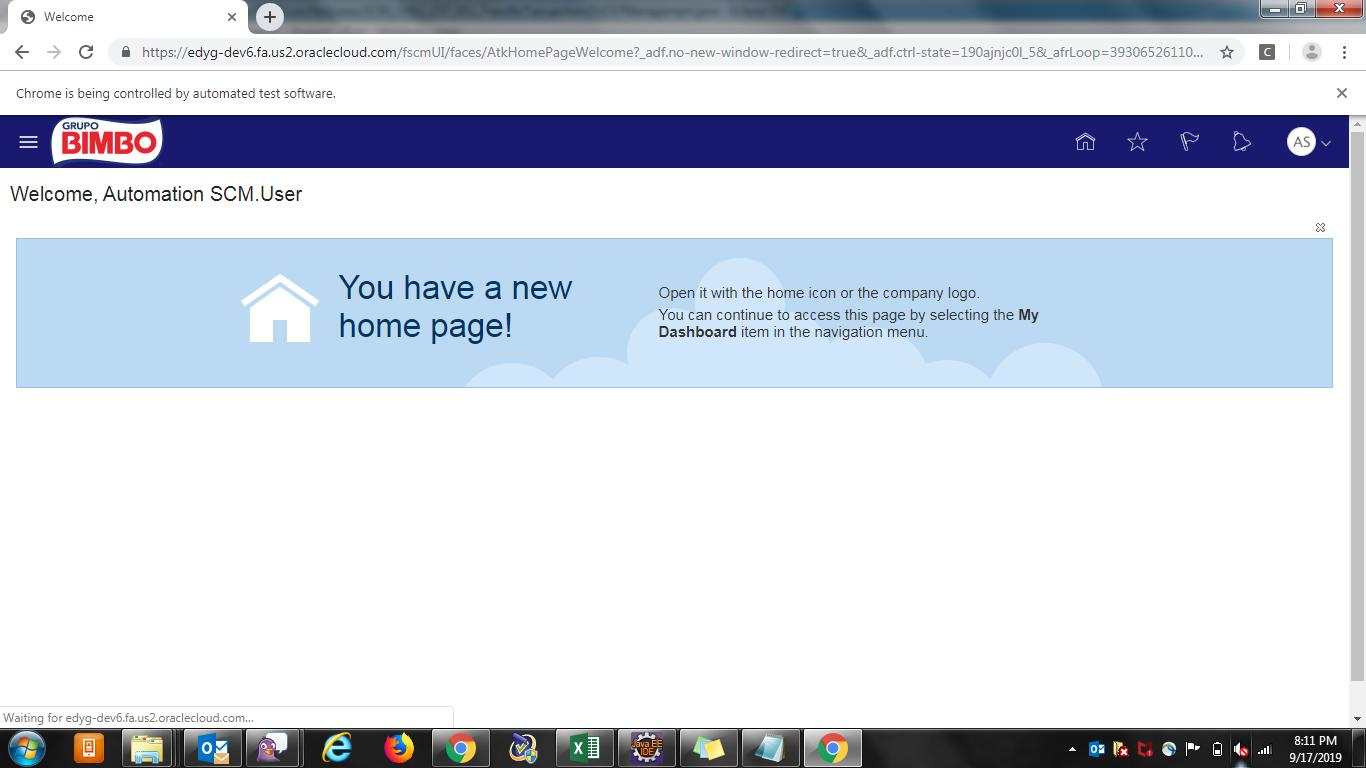 Welcome
https://edyg-dev6.fa.us2.oraclecloud.com/fscmUI/faces/AtkHomePageWelcome?_adf.no-new-window-redirect=true&_adf.ctrl-state=190ajnjc0l_5&_afrLoop=39306526110...
C
Chrome is being controlled by automated test software.
GRUPO
BIMBO
AS
Welcome, Automation SCM.User
You have a new
home page!
Open it with the home icon or the company logo.
You can continue to access this page by selecting the My
Dashboard item in the navigation menu.
Waiting for edyg-dev6.fa.us2.oraclecloud.com...
Java EE
IDE
8:11 PM
9/17/2019